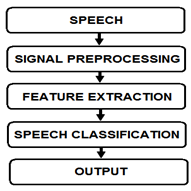 SPEECH
SIGNAL PREPROCESSING
FEATURE EXTRACTION
SPEECH CLASSIFICATION
OUTPUT